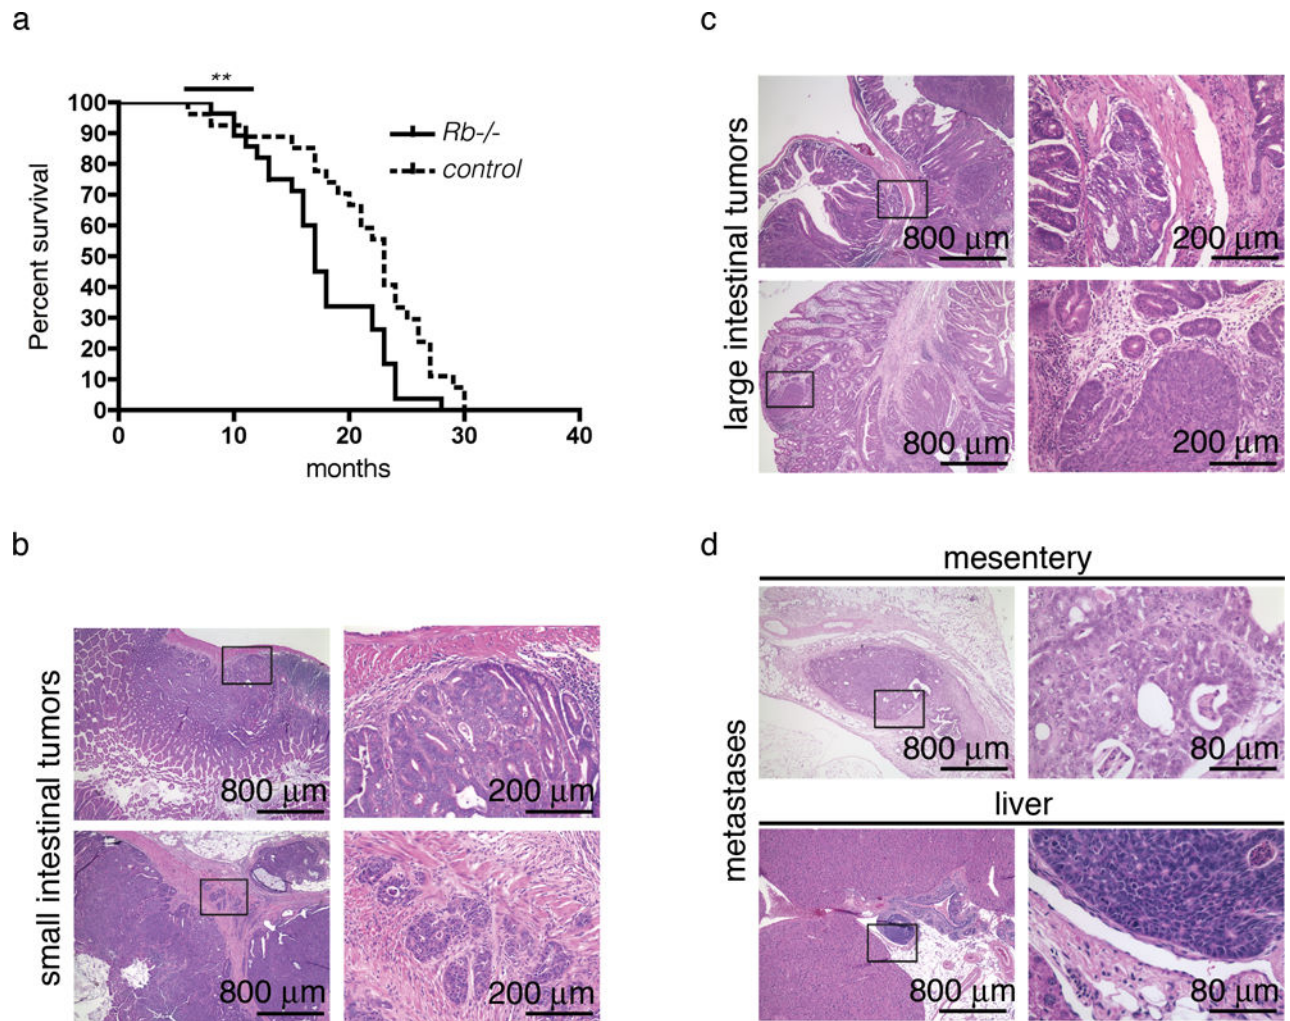 a
**
100
90
80
70
60
50
40
30
20
10
0
Percent survival
0 10 20 30 40
months
Rb-/-
control
b
small intestinal tumors
800 μm
200 μm
800 μm
200 μm
c
large intestinal tumors
800 μm
200 μm
800 μm
200 μm
d
mesentery
metastases
800 μm
80 μm
liver
800 μm
80 μm